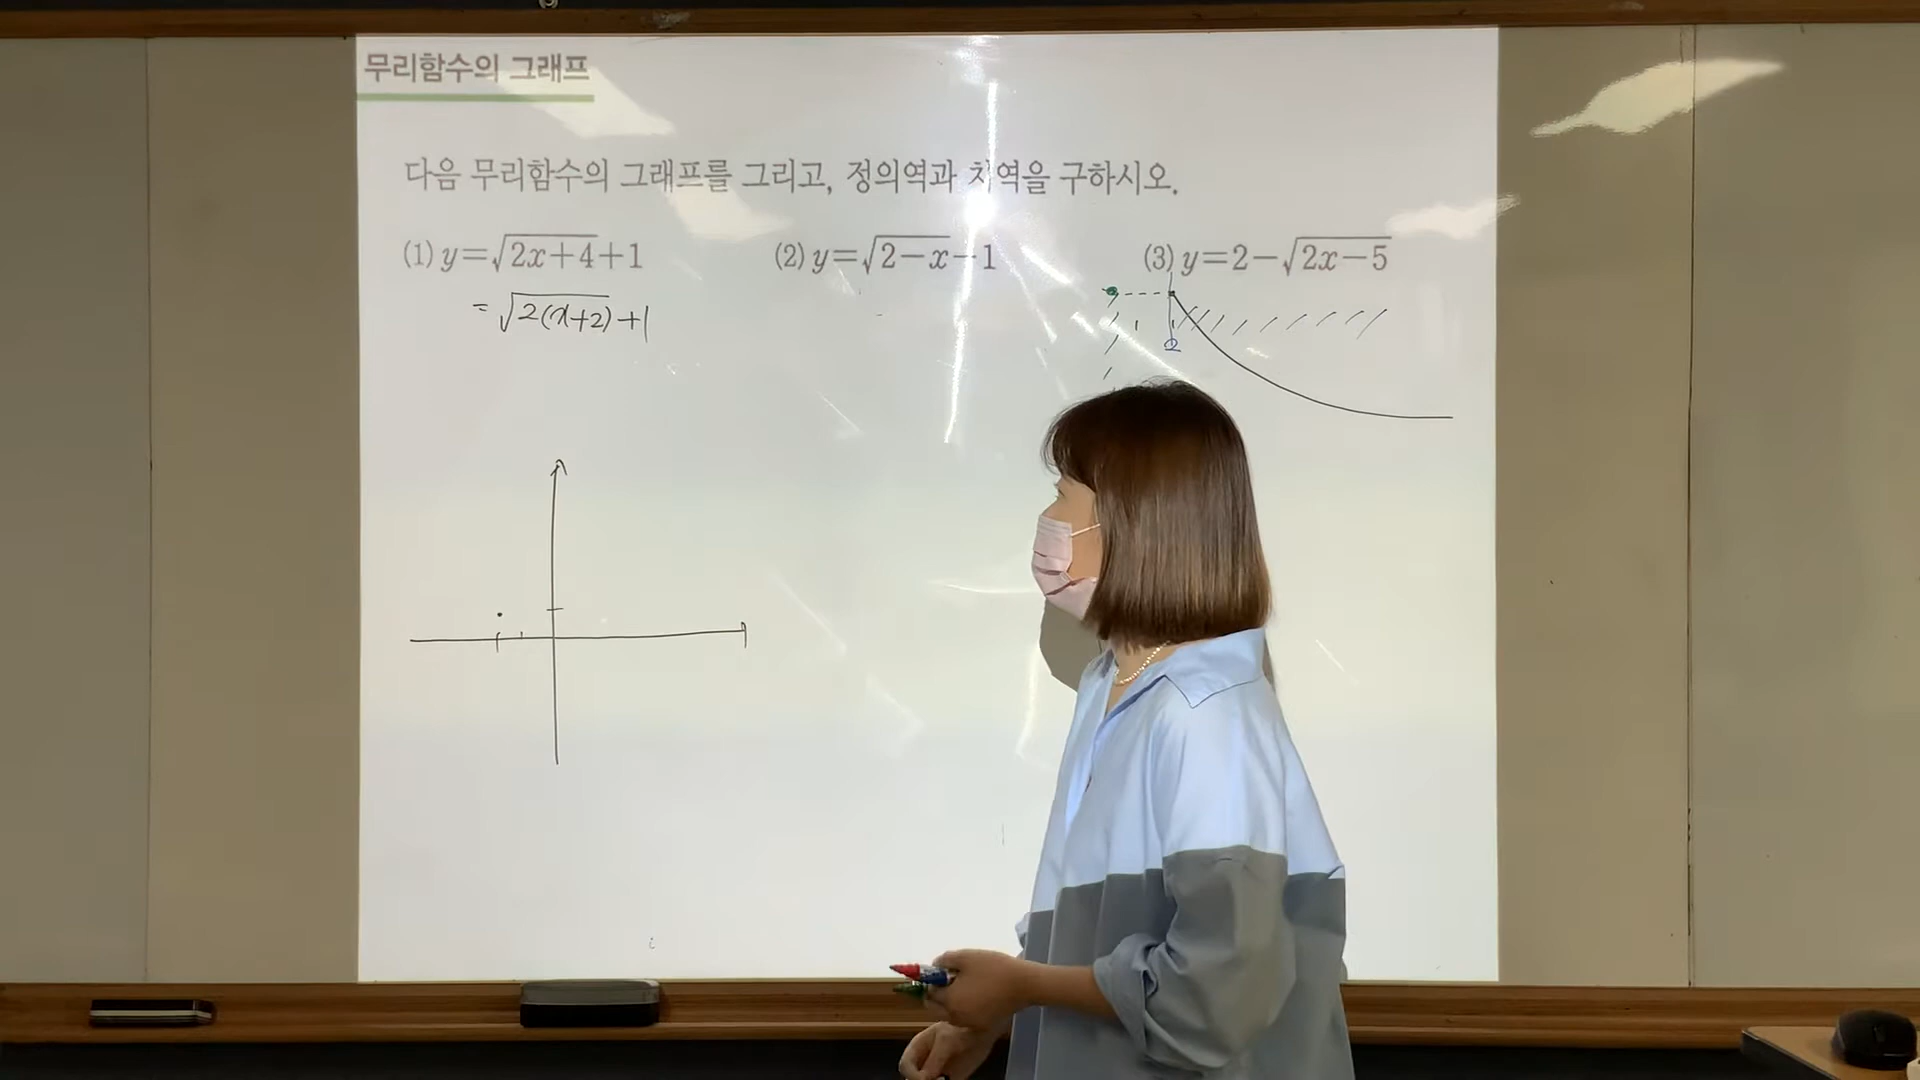 무리함수의 그래프
다음 무리함수의 그래프를 그리고, 정의역과 치역을 구하시오.
(1) y=√2x+4+1
(2) y=√2−x−1
(3) y=2−√2x−5
= √2(x+2) +1
2